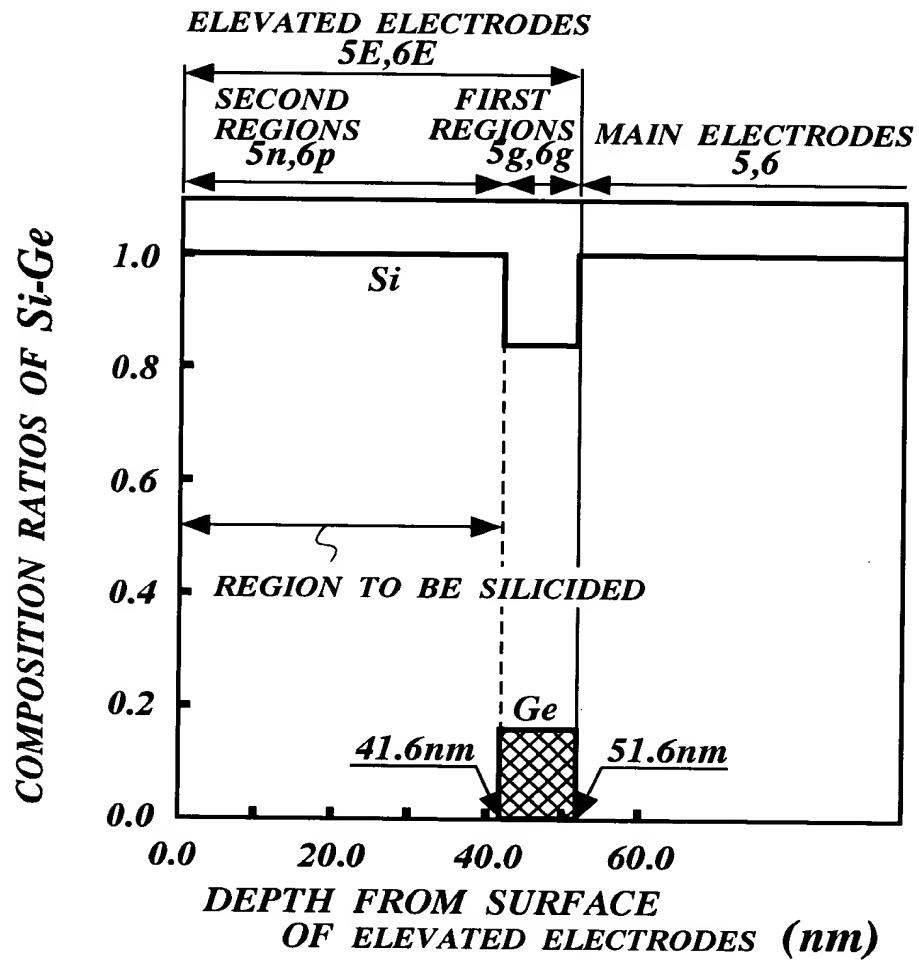 ELEVATED ELECTRODES
5E,6E
SECOND
REGIONS
5n,6p
FIRST
REGIONS
5g,6g
MAIN ELECTRODES
5,6
COMPOSITION RATIOS OF Si-Ge
1.0
0.8
0.6
0.4
0.2
0.0
Si
REGION TO BE SILICIDED
Ge
41.6nm
51.6nm
0.0
20.0
40.0
60.0
DEPTH FROM SURFACE
OF ELEVATED ELECTRODES (nm)